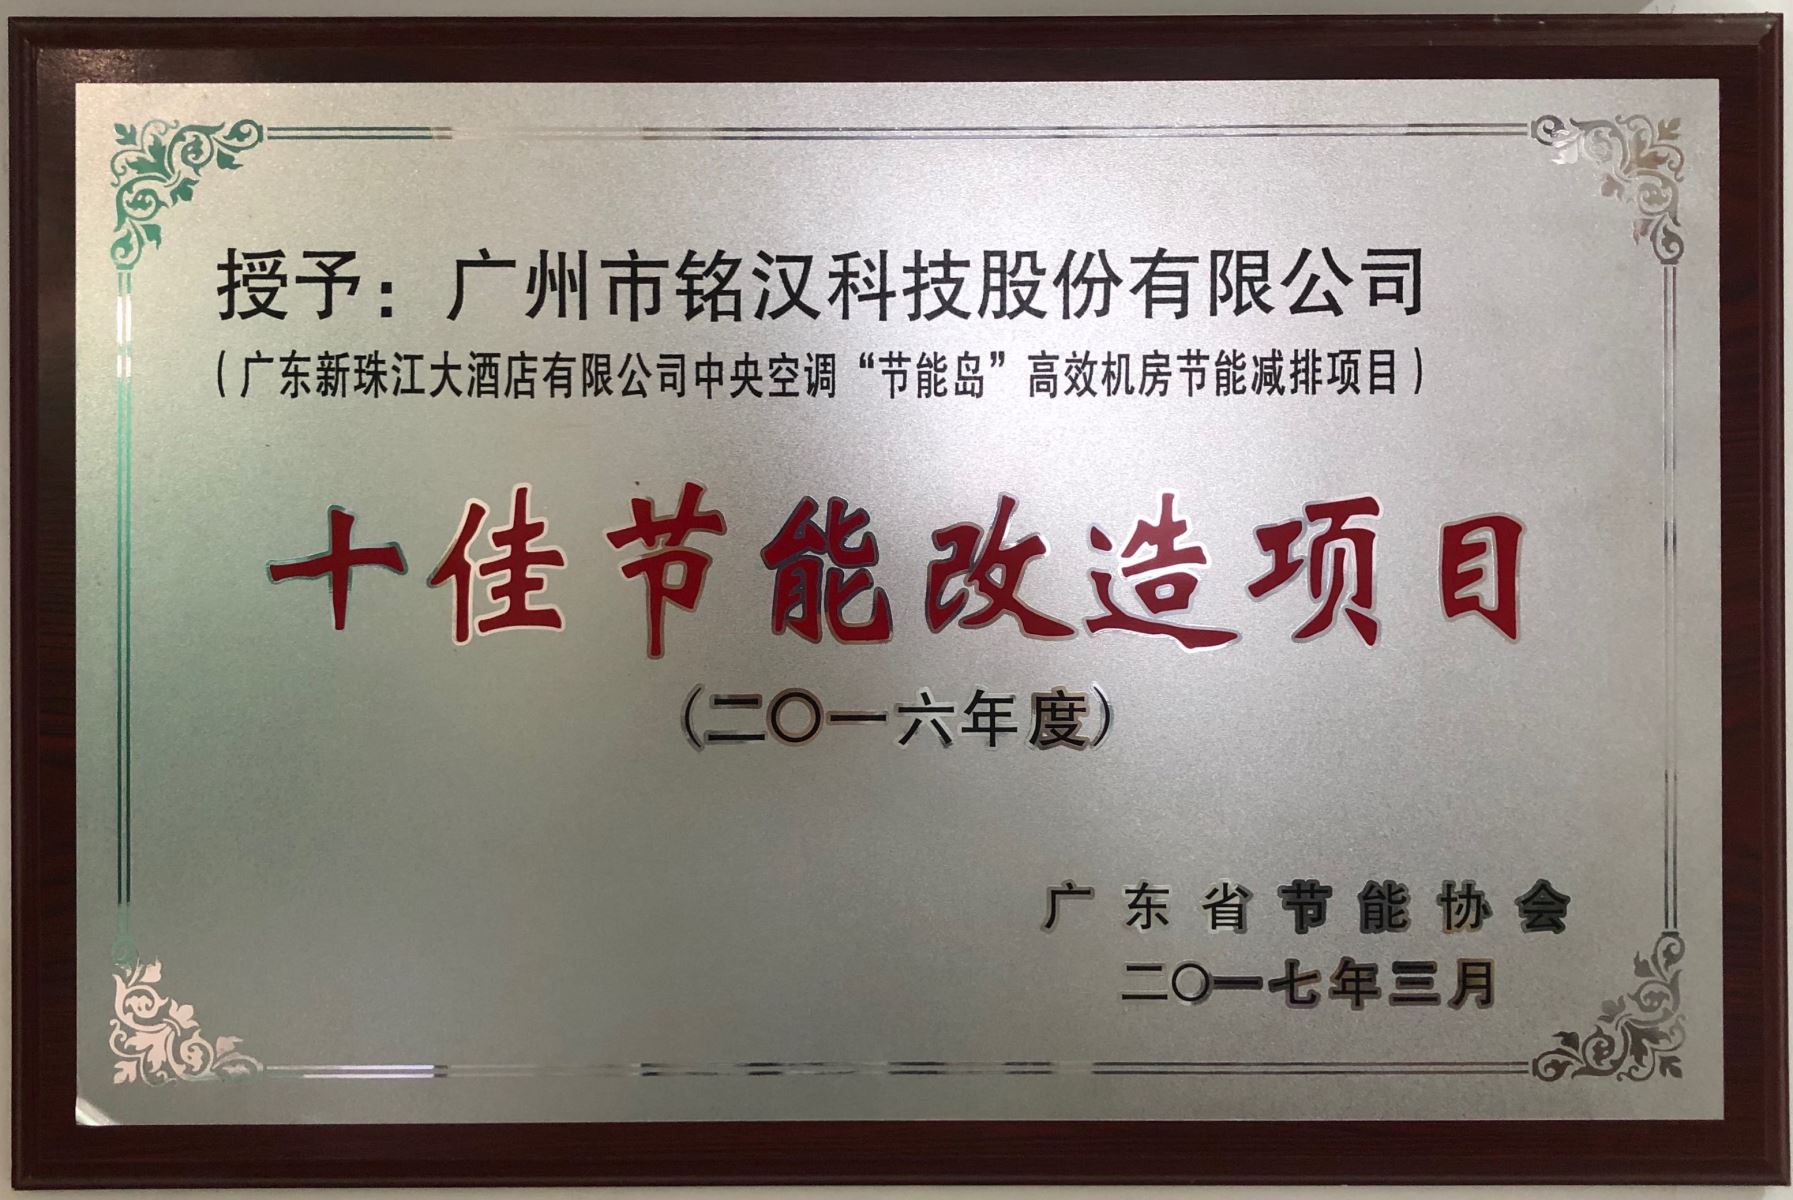 授予：广州市铭汉科技股份有限公司
（广东新珠江大酒店有限公司中央空调“节能岛”高效机房节能减排项目）
十佳节能改造项目
(二〇一六年度)
广东省节能协会
二〇一七年三月